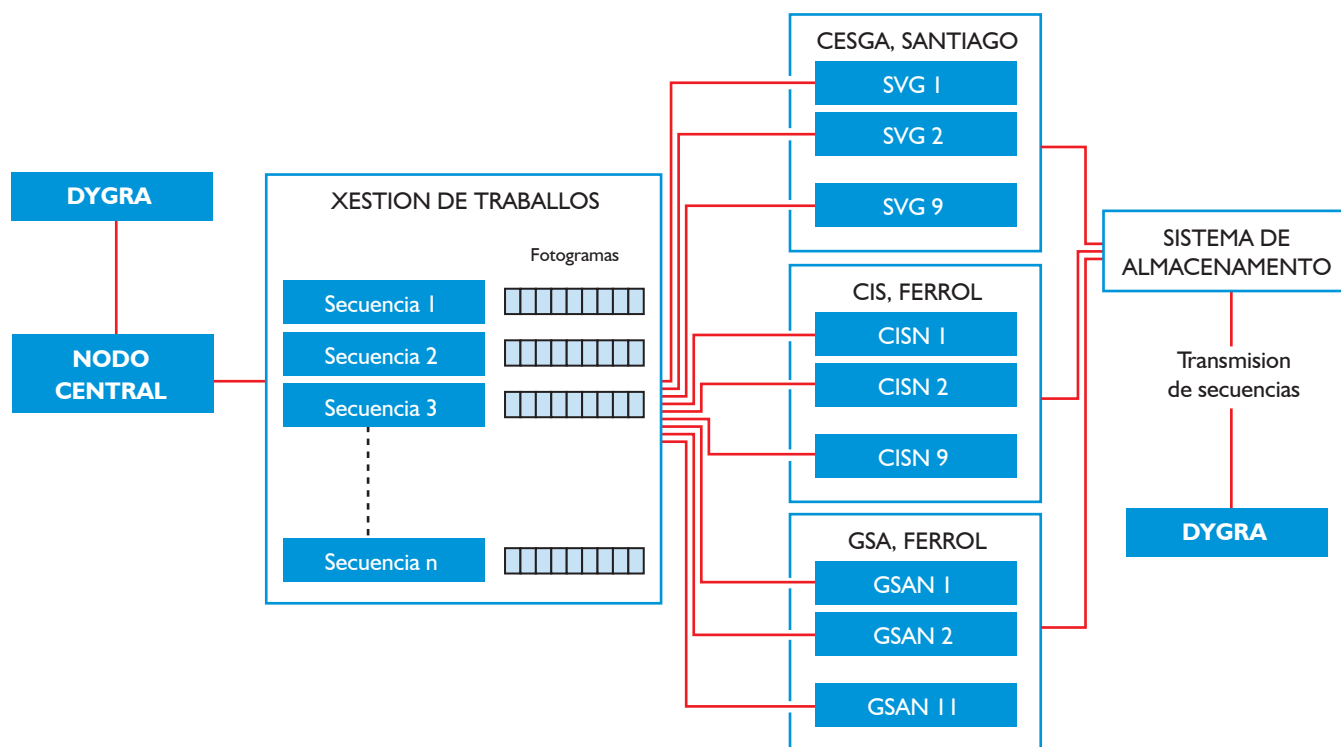 DYGRA
NODO
CENTRAL
XESTION DE TRABALLOS
Fotogramas
Secuencia 1
Secuencia 2
Secuencia 3
Secuencia n
CESGA, SANTIAGO
SVG 1
SVG 2
SVG 9
CIS, FERROL
CISN 1
CISN 2
CISN 9
GSA, FERROL
GSAN 1
GSAN 2
GSAN 11
SISTEMA DE
ALMACENAMENTO
Transmision
de secuencias
DYGRA